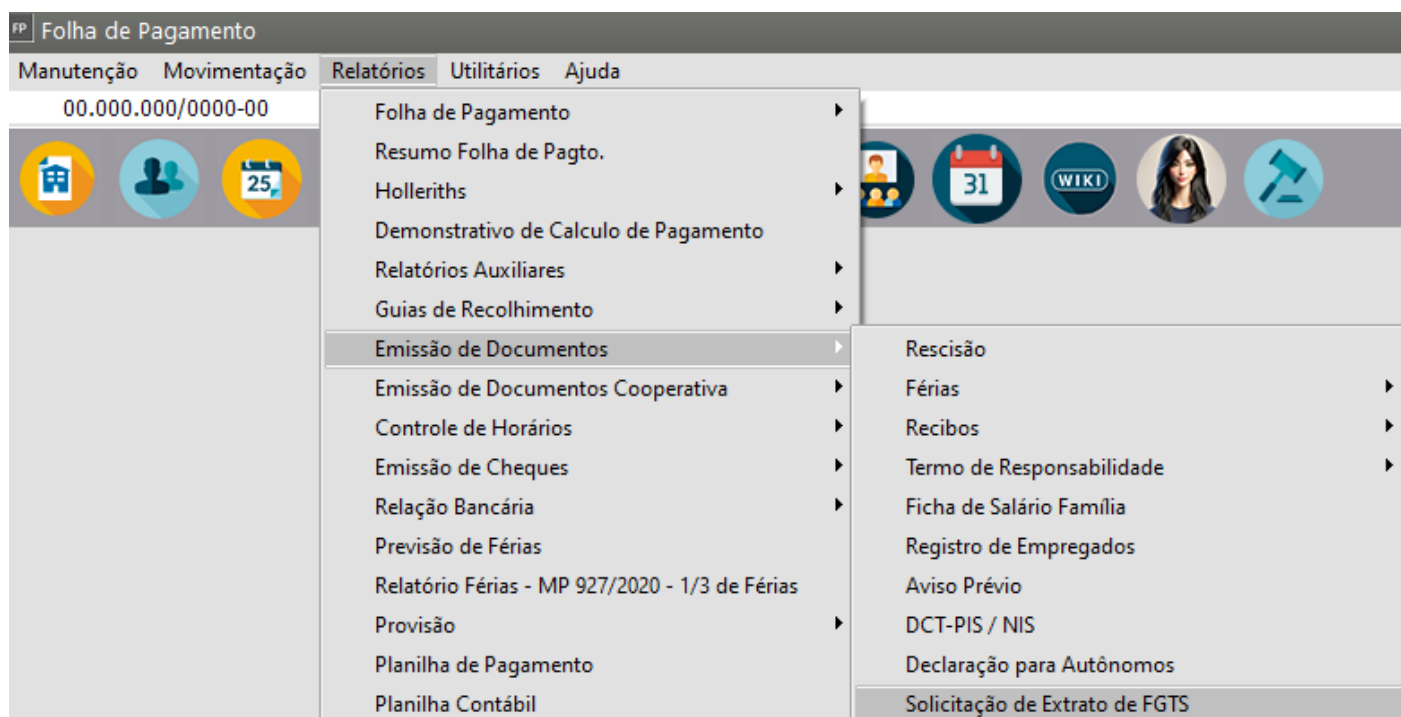 FP Folha de Pagamento
Manutenção Movimentação Relatórios Utilitários Ajuda
00.000.000/0000-00
25
31
WIKI
Folha de Pagamento
Resumo Folha de Pagto.
Holleriths
Demonstrativo de Calculo de Pagamento
Relatórios Auxiliares
Guias de Recolhimento
Emissão de Documentos
Emissão de Documentos Cooperativa
Controle de Horários
Emissão de Cheques
Relação Bancária
Previsão de Férias
Relatório Férias - MP 927/2020 - 1/3 de Férias
Provisão
Planilha de Pagamento
Planilha Contábil
Rescisão
Férias
Recibos
Termo de Responsabilidade
Ficha de Salário Família
Registro de Empregados
Aviso Prévio
DCT-PIS / NIS
Declaração para Autônomos
Solicitação de Extrato de FGTS